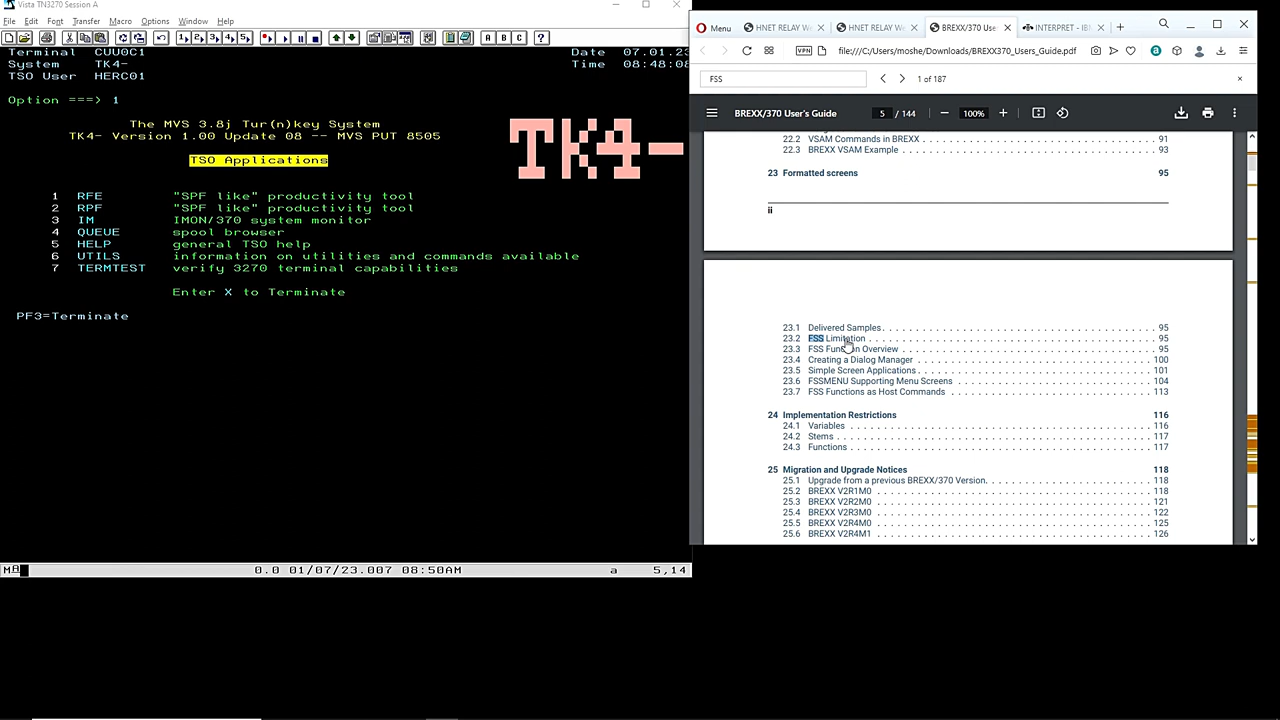 Vista TN3270 Session A
File Edit Font Transfer Macro Options Window Help
Terminal CUU0C1 Date 07.01.23
System TK4- Time 08:48:08
TSO User HERC01
Option ===> 1
The MVS 3.8j Tur(n)key System
TK4- Version 1.00 Update 08 -- MVS PUT 8505
TK4-
TSO Applications
1 RFE "SPF like" productivity tool
2 RPF "SPF like" productivity tool
3 IM IMON/370 system monitor
4 QUEUE spool browser
5 HELP general TSO help
6 UTILS information on utilities and commands available
7 TERMTEST verify 3270 terminal capabilities
Enter X to Terminate
PF3=Terminate
MA 0.0 01/07/23.007 08:50AM a 5,14
Menu HNET RELAY We HNET RELAY We BREXX/370 Use INTERPRET - IB
VPN file:///C:/Users/moshe/Downloads/BREXX370_Users_Guide.pdf
FSS 1 of 187
BREXX/370 User's Guide 5 / 144 100%
22.2 VSAM Commands in BREXX 91
22.3 BREXX VSAM Example 93
23 Formatted screens 95
ii
23.1 Delivered Samples 95
23.2 FSS Limitation 95
23.3 FSS Function Overview 95
23.4 Creating a Dialog Manager 100
23.5 Simple Screen Applications 101
23.6 FSSMENU Supporting Menu Screens 104
23.7 FSS Functions as Host Commands 113
24 Implementation Restrictions 116
24.1 Variables 116
24.2 Stems 117
24.3 Functions 117
25 Migration and Upgrade Notices 118
25.1 Upgrade from a previous BREXX/370 Version. 118
25.2 BREXX V2R1M0 118
25.3 BREXX V2R2M0 121
25.4 BREXX V2R3M0 122
25.5 BREXX V2R4M0 125
25.6 BREXX V2R4M1 126